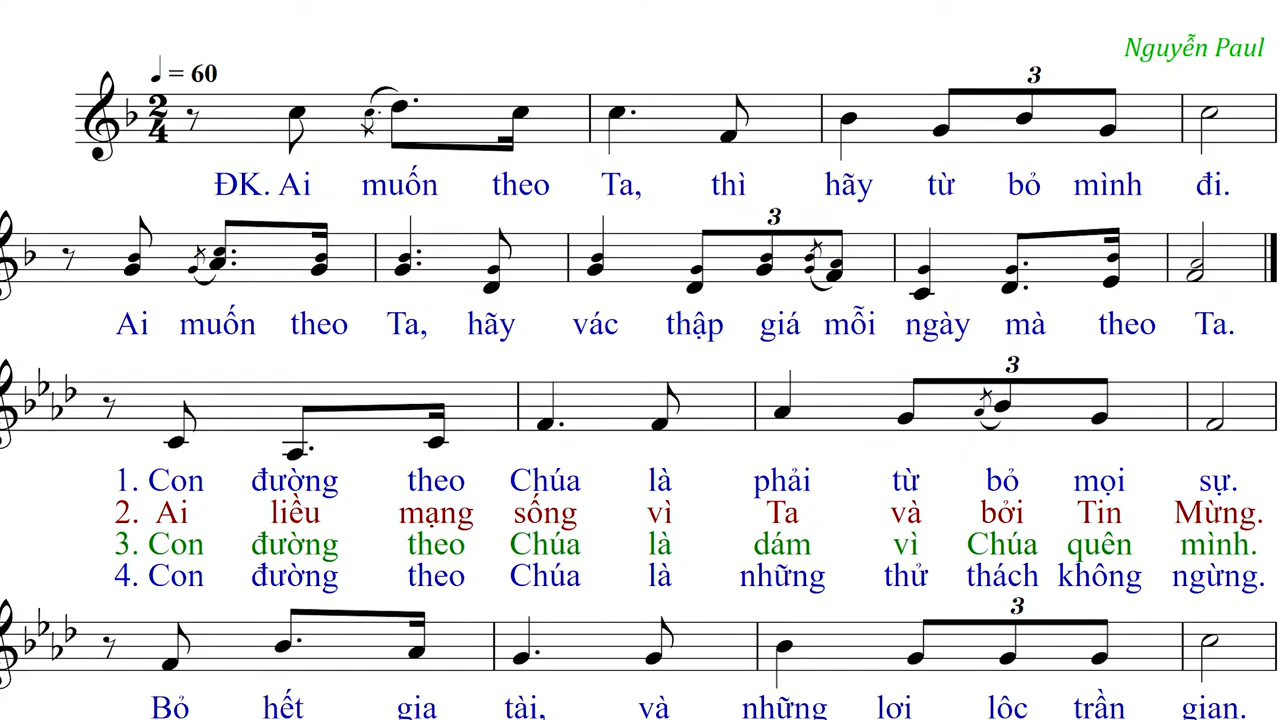 Nguyễn Paul
♩ = 60
3
2
4
ĐK. Ai muốn theo Ta, thì hãy từ bỏ mình đi.
3
Ai muốn theo Ta, hãy vác thập giá mỗi ngày mà theo Ta.
3
1. Con đường theo Chúa là phải từ bỏ mọi sự.
2. Ai liều mạng sống vì Ta và bởi Tin Mừng.
3. Con đường theo Chúa là dám vì Chúa quên mình.
4. Con đường theo Chúa là những thử thách không ngừng.
3
Bỏ hết gia tài, và những lợi lộc trần gian.